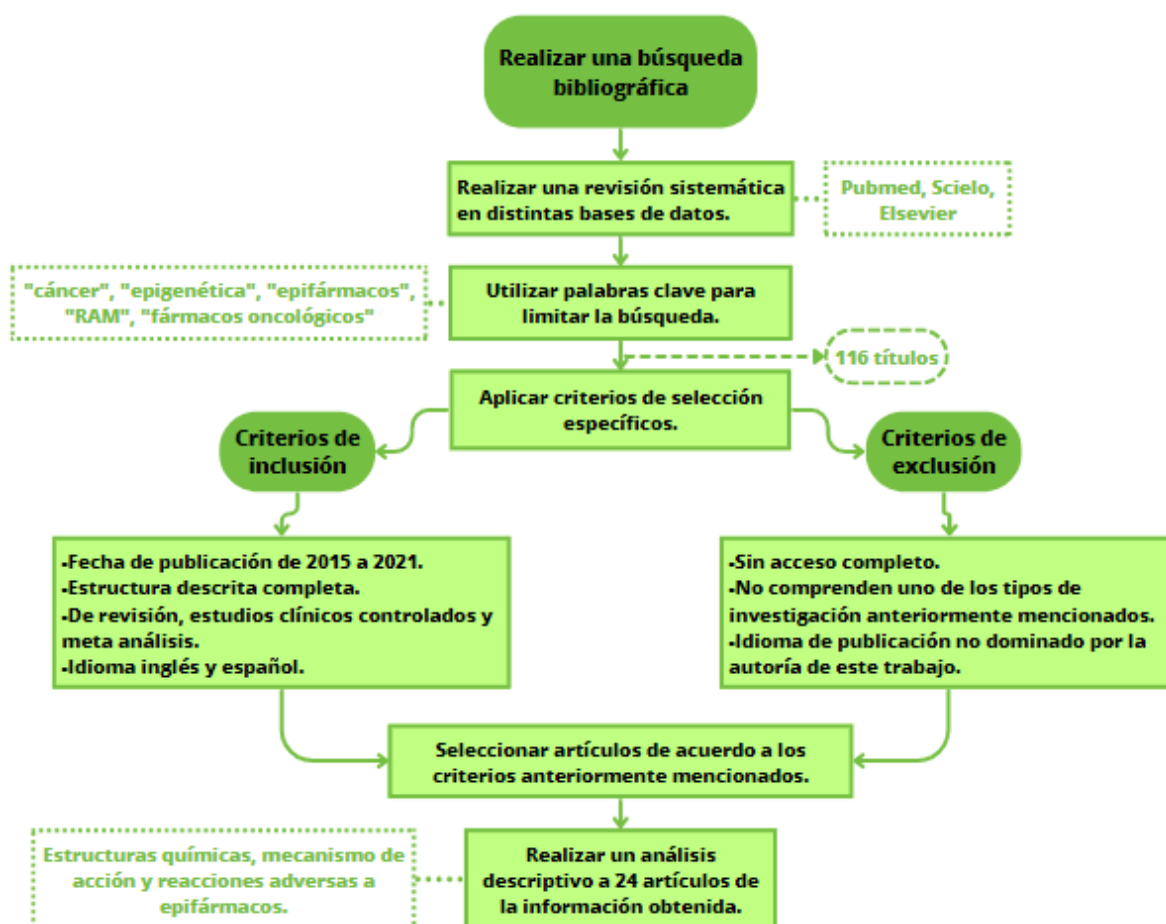 Realizar una búsqueda
bibliográfica
Realizar una revisión sistemática
en distintas bases de datos.
Pubmed, Scielo,
Elsevier
"cáncer", "epigenética", "epifármacos",
"RAM", "fármacos oncológicos"
Utilizar palabras clave para
limitar la búsqueda.
116 títulos
Aplicar criterios de selección
específicos.
Criterios de
inclusión
Criterios de
exclusión
-Fecha de publicación de 2015 a 2021.
-Estructura descrita completa.
-De revisión, estudios clínicos controlados y
meta análisis.
-Idioma inglés y español.
-Sin acceso completo.
-No comprenden uno de los tipos de
investigación anteriormente mencionados.
-Idioma de publicación no dominado por la
autoría de este trabajo.
Seleccionar artículos de acuerdo a los
criterios anteriormente mencionados.
Estructuras químicas, mecanismo de
acción y reacciones adversas a
epifármacos.
Realizar un análisis
descriptivo a 24 artículos de
la información obtenida.